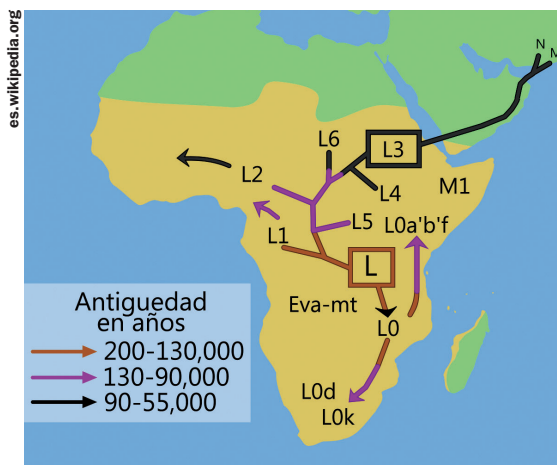 es.wikipedia.org
N
M
L6
L3
L2
L4
M1
L5
L0a'b'f
L1
L
Eva-mt
L0
L0d
L0k
Antiguedad
en años
200-130,000
130-90,000
90-55,000